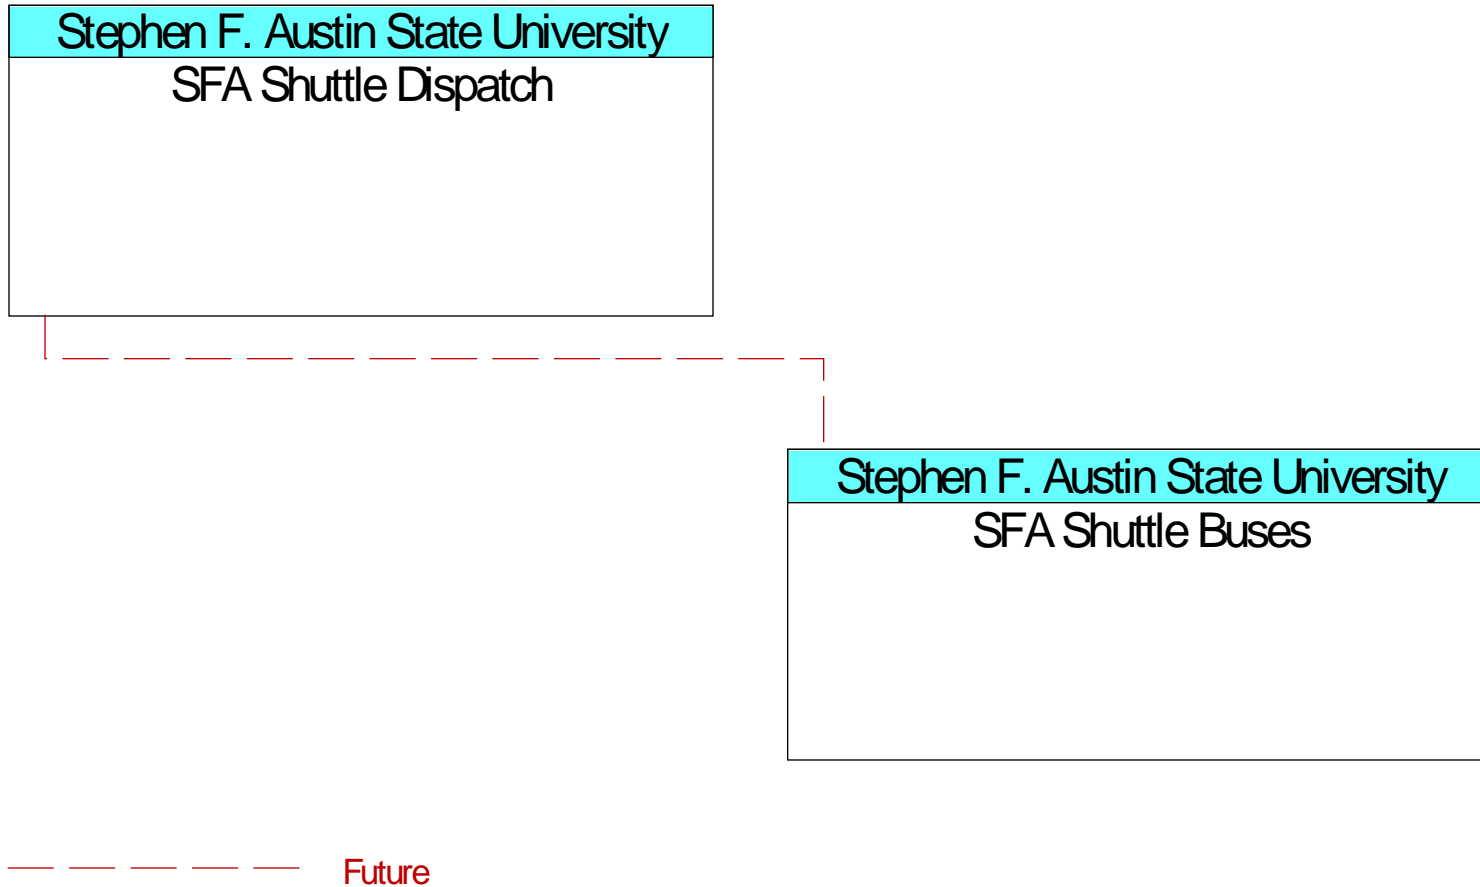 Stephen F. Austin State University
SFA Shuttle Dispatch
Stephen F. Austin State University
SFA Shuttle Buses
Future